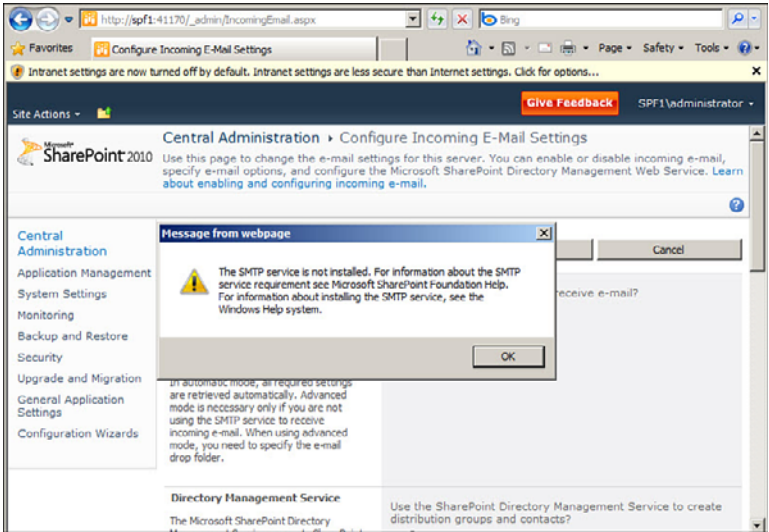 http://spf1:41170/_admin/IncomingEmail.aspx
Bing
Favorites
Configure Incoming E-Mail Settings
Page
Safety
Tools
Intranet settings are now turned off by default. Intranet settings are less secure than Internet settings. Click for options...
Site Actions
Give Feedback
SPF1\administrator
Microsoft
SharePoint 2010
Central Administration
Configure Incoming E-Mail Settings
Use this page to change the e-mail settings for this server. You can enable or disable incoming e-mail,
specify e-mail options, and configure the Microsoft SharePoint Directory Management Web Service. Learn
about enabling and configuring incoming e-mail.
Central
Administration
Application Management
System Settings
Monitoring
Backup and Restore
Security
Upgrade and Migration
General Application
Settings
Configuration Wizards
Message from webpage
The SMTP service is not installed. For information about the SMTP
service requirement see Microsoft SharePoint Foundation Help.
For information about installing the SMTP service, see the
Windows Help system.
OK
Cancel
receive e-mail?
In automatic mode, all required settings
are retrieved automatically. Advanced
mode is necessary only if you are not
using the SMTP service to receive
incoming e-mail. When using advanced
mode, you need to specify the e-mail
drop folder.
Directory Management Service
The Microsoft SharePoint Directory
Use the SharePoint Directory Management Service to create
distribution groups and contacts?